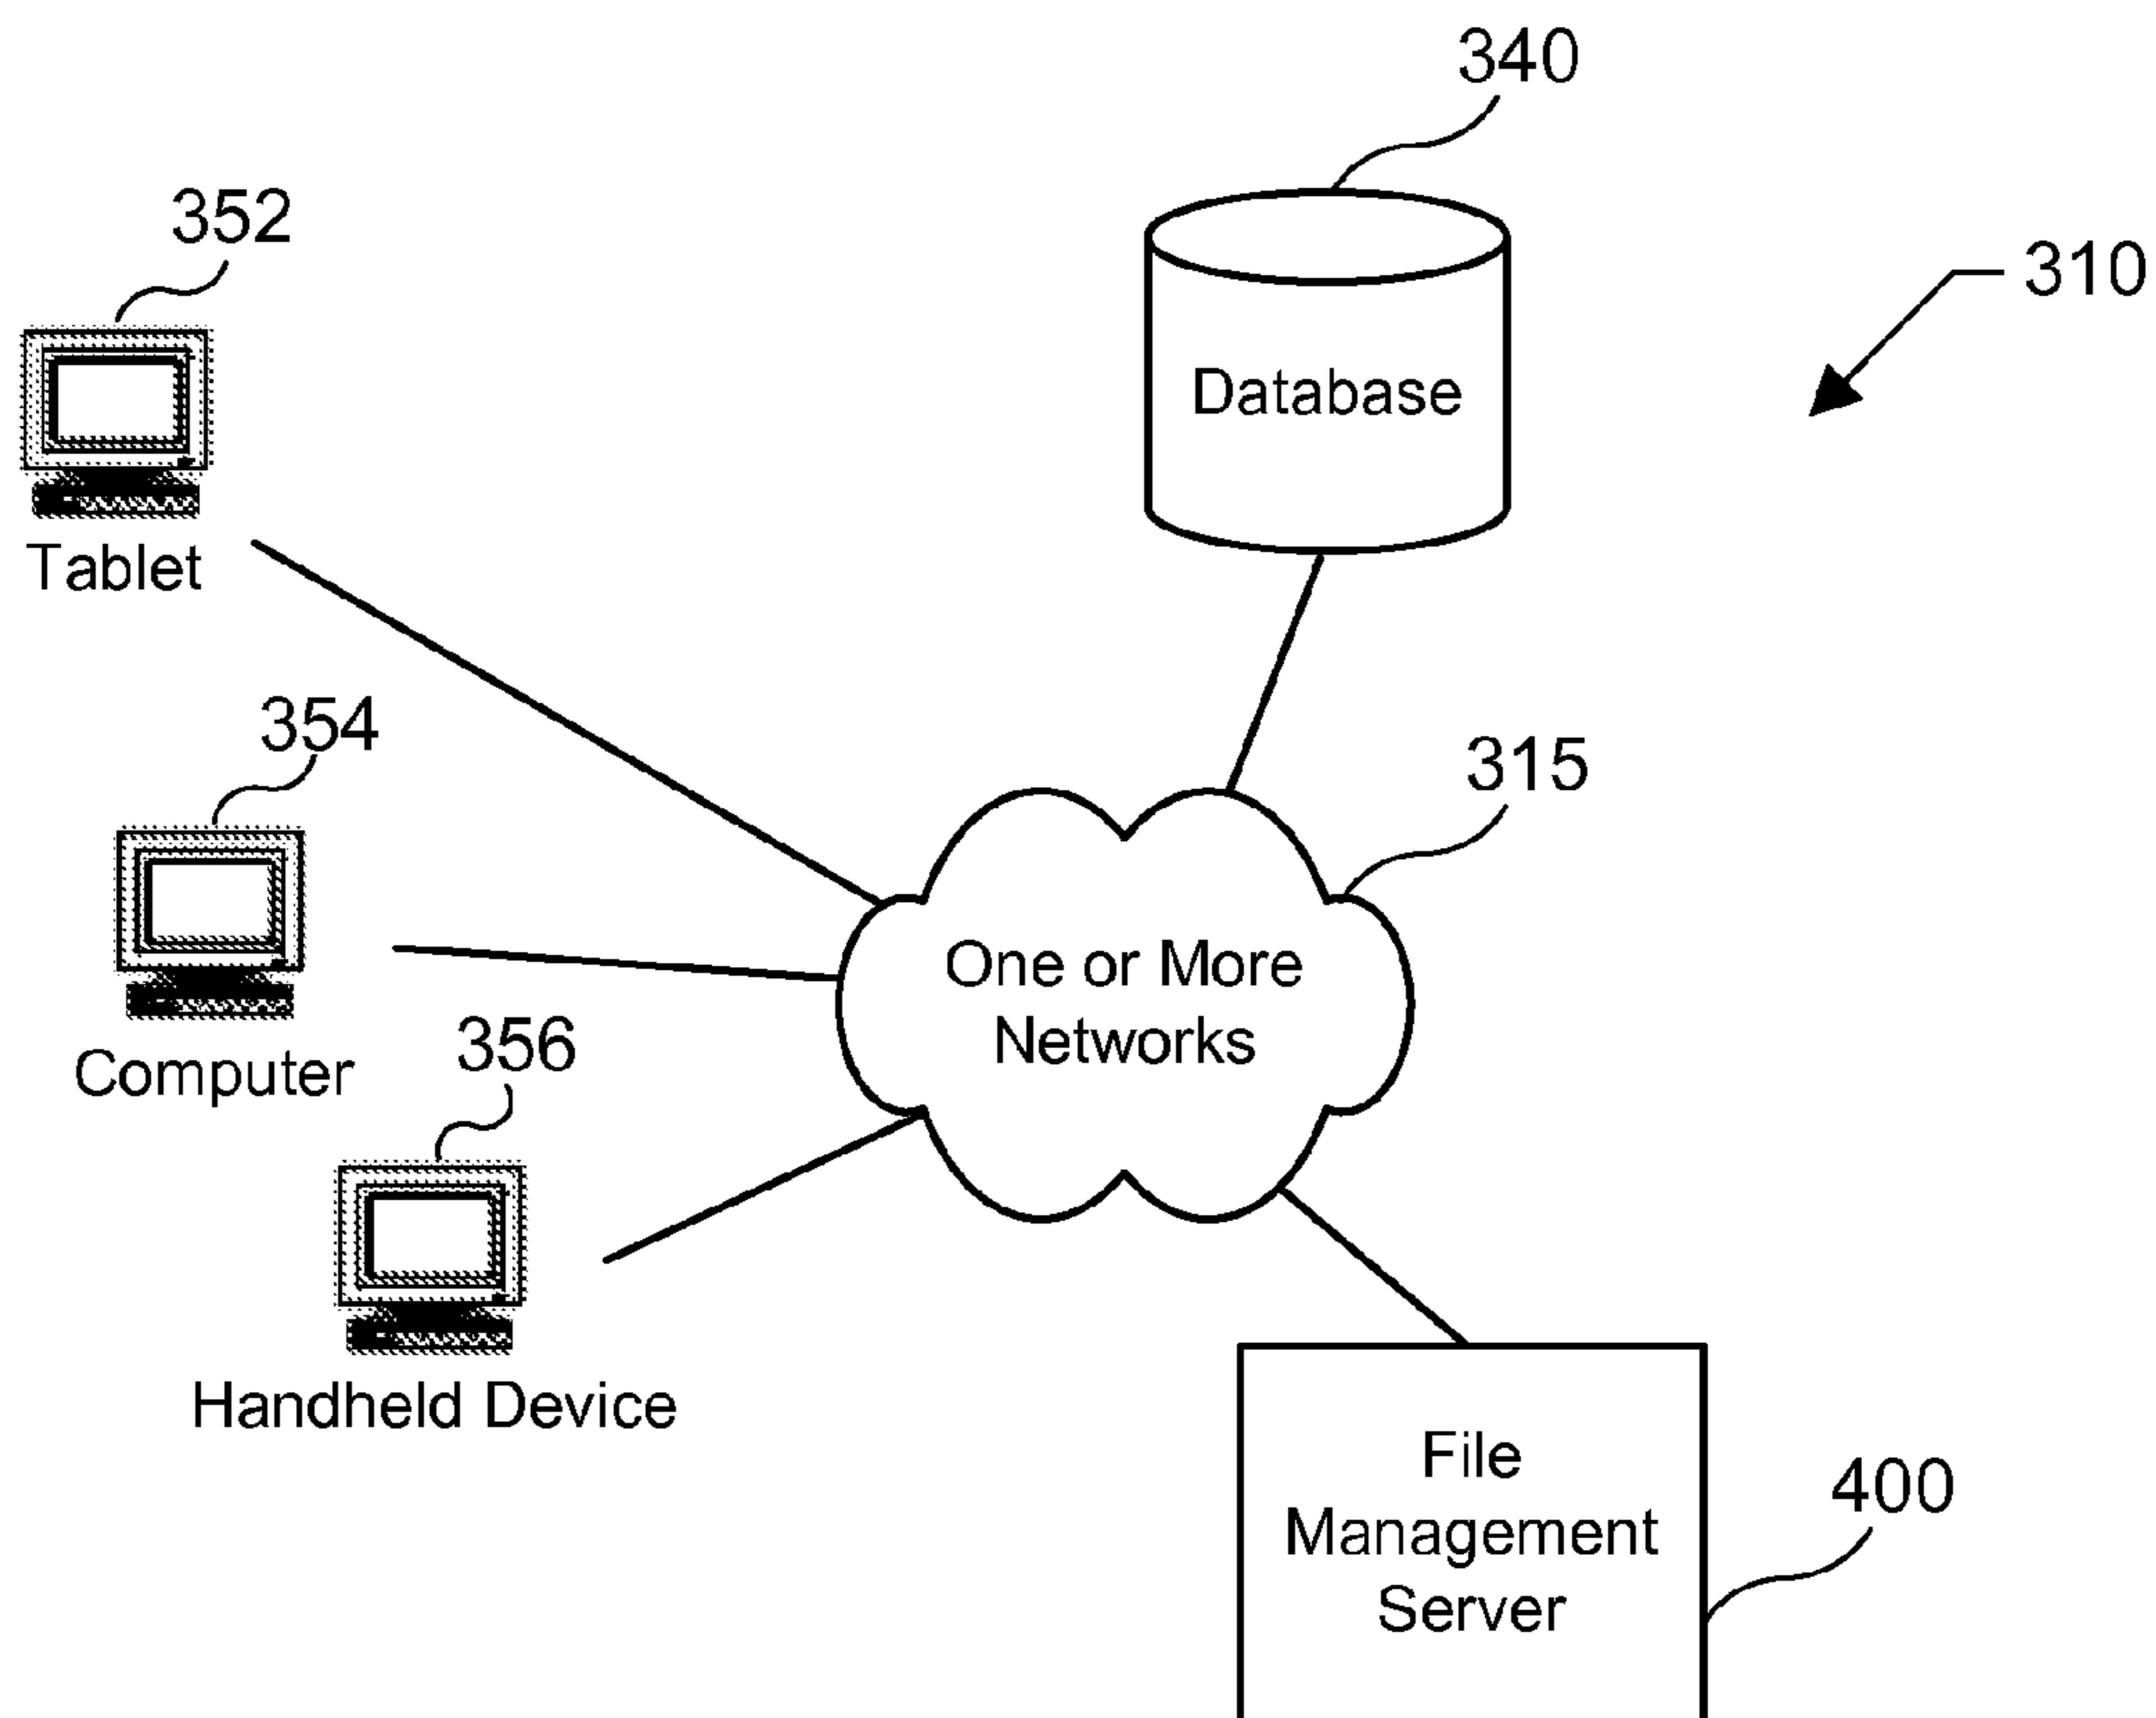 340
352
310
Database
Tablet
354
315
One or More
Networks
356
Computer
Handheld Device
File
Management
Server
400